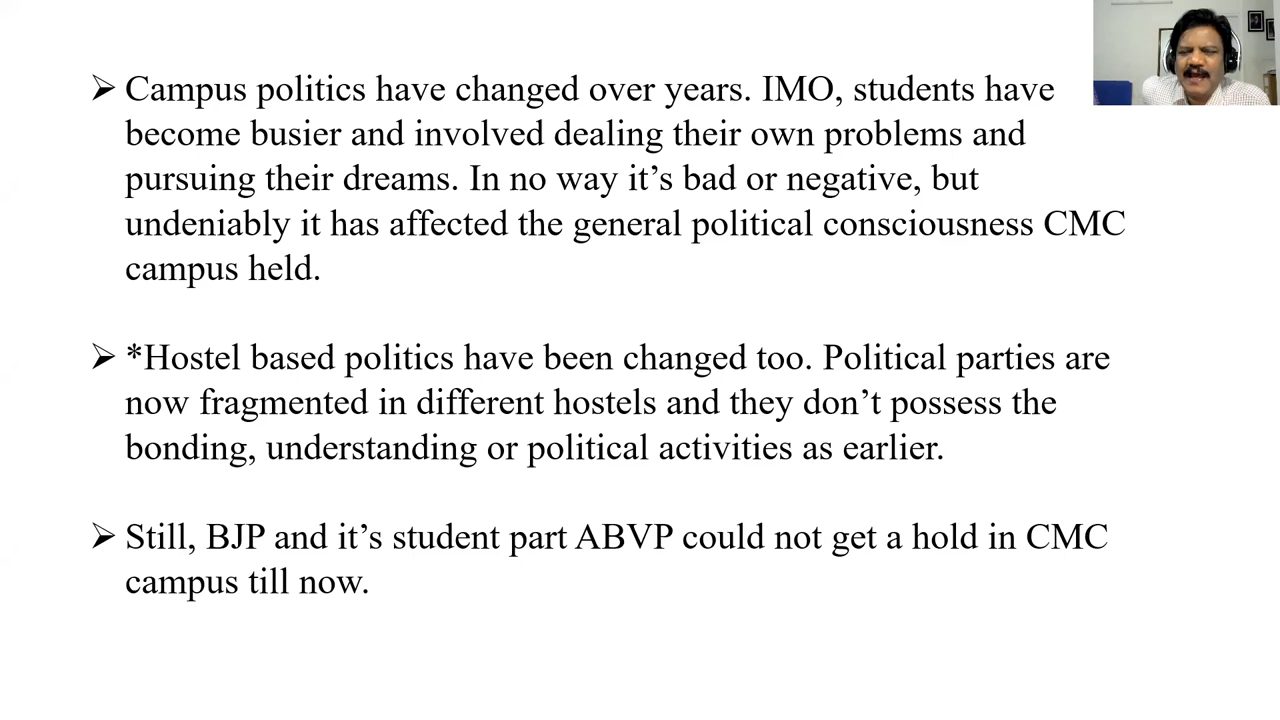 ➢ Campus politics have changed over years. IMO, students have
become busier and involved dealing their own problems and
pursuing their dreams. In no way it’s bad or negative, but
undeniably it has affected the general political consciousness CMC
campus held.
➢ *Hostel based politics have been changed too. Political parties are
now fragmented in different hostels and they don’t possess the
bonding, understanding or political activities as earlier.
➢ Still, BJP and it’s student part ABVP could not get a hold in CMC
campus till now.